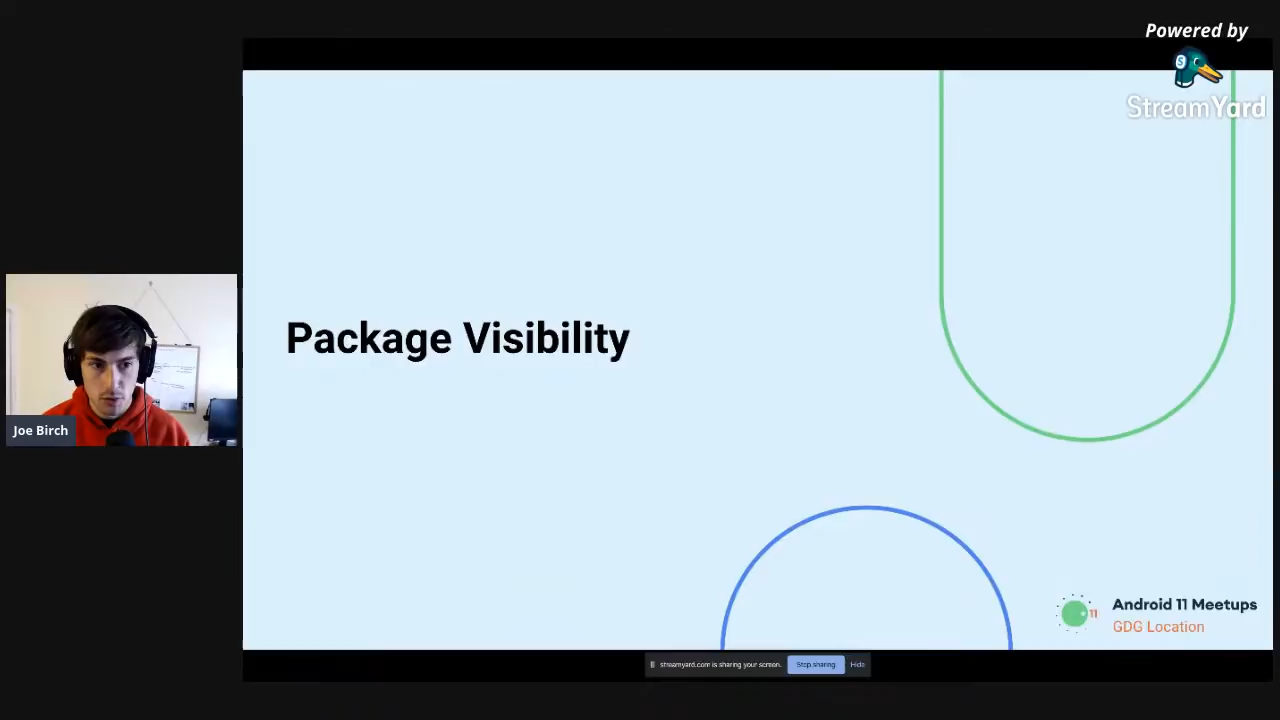 Powered by
StreamYard
Package Visibility
Joe Birch
11
Android 11 Meetups
GDG Location
streamyard.com is sharing your screen.
Stop sharing
Hide